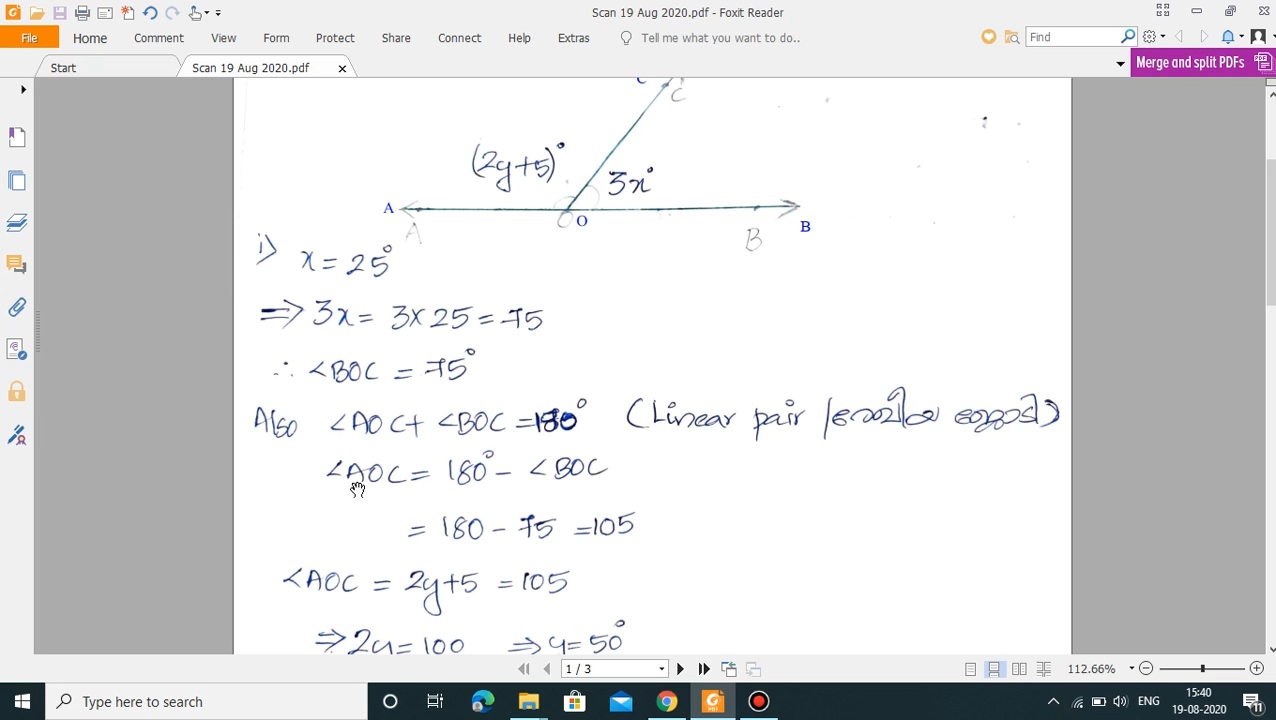 Scan 19 Aug 2020.pdf - Foxit Reader
File Home Comment View Form Protect Share Connect Help Extras Tell me what you want to do.. Find
Start Scan 19 Aug 2020.pdf Merge and split PDFs
C
C
(2y+5)° 3x°
A O B
A O B
i) x = 25°
⇒ 3x = 3×25 = 75
∴ ∠BOC = 75°
Also ∠AOC + ∠BOC = 180° (Linear pair /
∠AOC = 180° - ∠BOC
= 180 - 75 = 105
∠AOC = 2y+5 = 105
⇒ 2y = 100 ⇒ y = 50°
1 / 3 112.66%
Type here to search ENG 15:40
19-08-2020 11